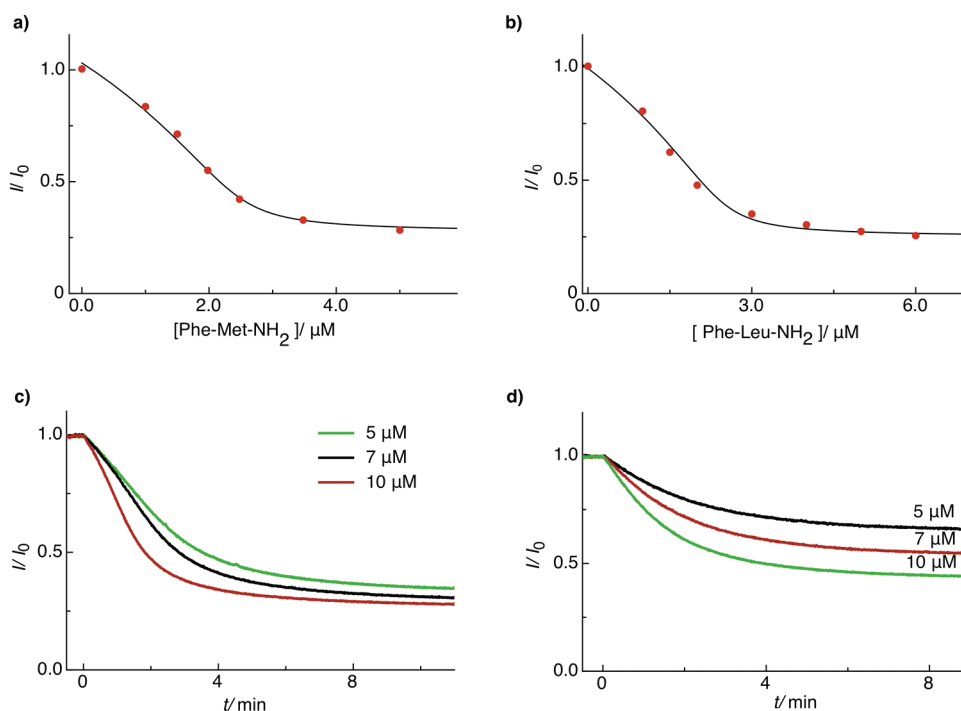 a)
1.0
0.5
0
I/ I0
0.0
2.0
4.0
[Phe-Met-NH2]/ μM
b)
1.0
0.5
0
I/ I0
0.0
3.0
6.0
[ Phe-Leu-NH2]/ μM
c)
1.0
0.5
0.0
I/ I0
5 μM
7 μM
10 μM
0
4
8
t/ min
d)
1.0
0.5
0.0
I/ I0
5 μM
7 μM
10 μM
0
4
8
t/ min